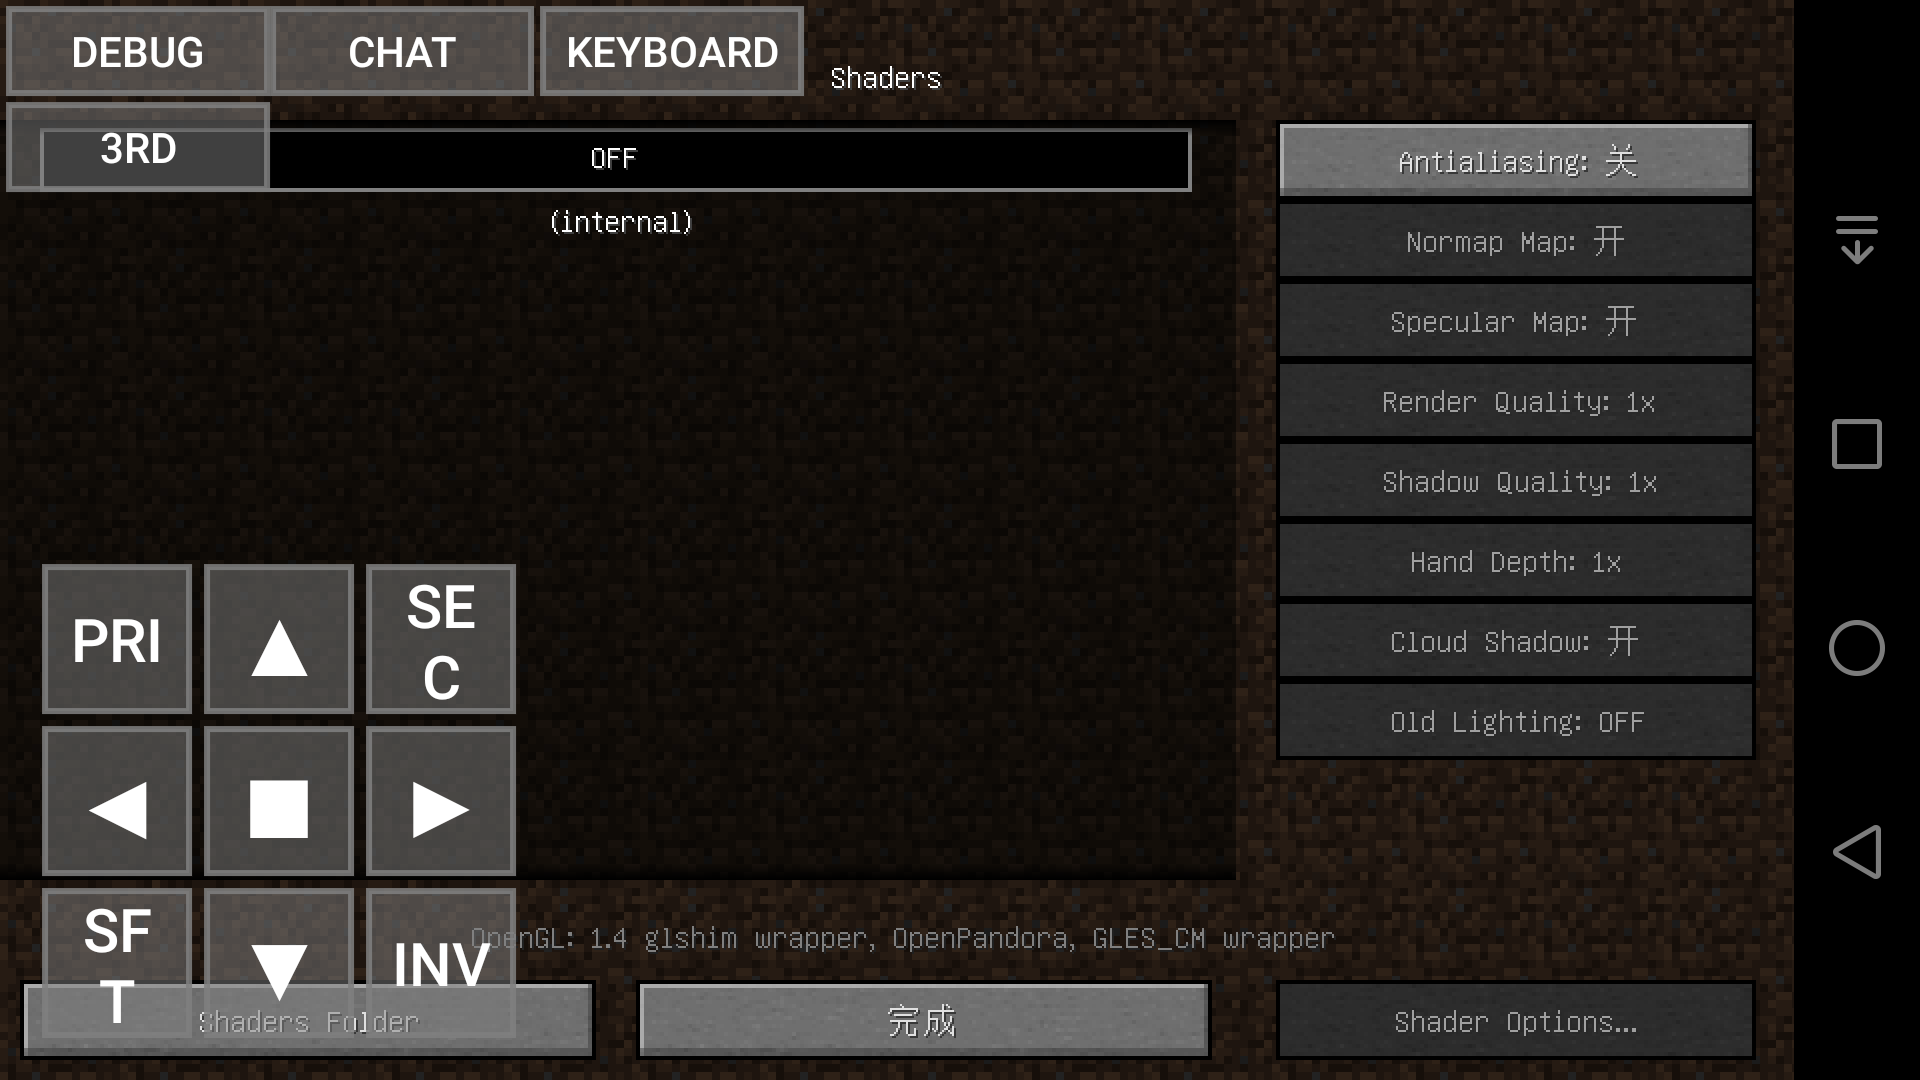 DEBUG
CHAT
KEYBOARD
Shaders
3RD
OFF
(internal)
Antialiasing: 关
Normap Map: 开
Specular Map: 开
Render Quality: 1x
Shadow Quality: 1x
Hand Depth: 1x
Cloud Shadow: 开
Old Lighting: OFF
PRI
▲
SE
C
◀
■
▶
SF
T
▼
INV
OpenGL: 1.4 glshim wrapper, OpenPandora, GLES_CM wrapper
Shaders Folder
完成
Shader Options...